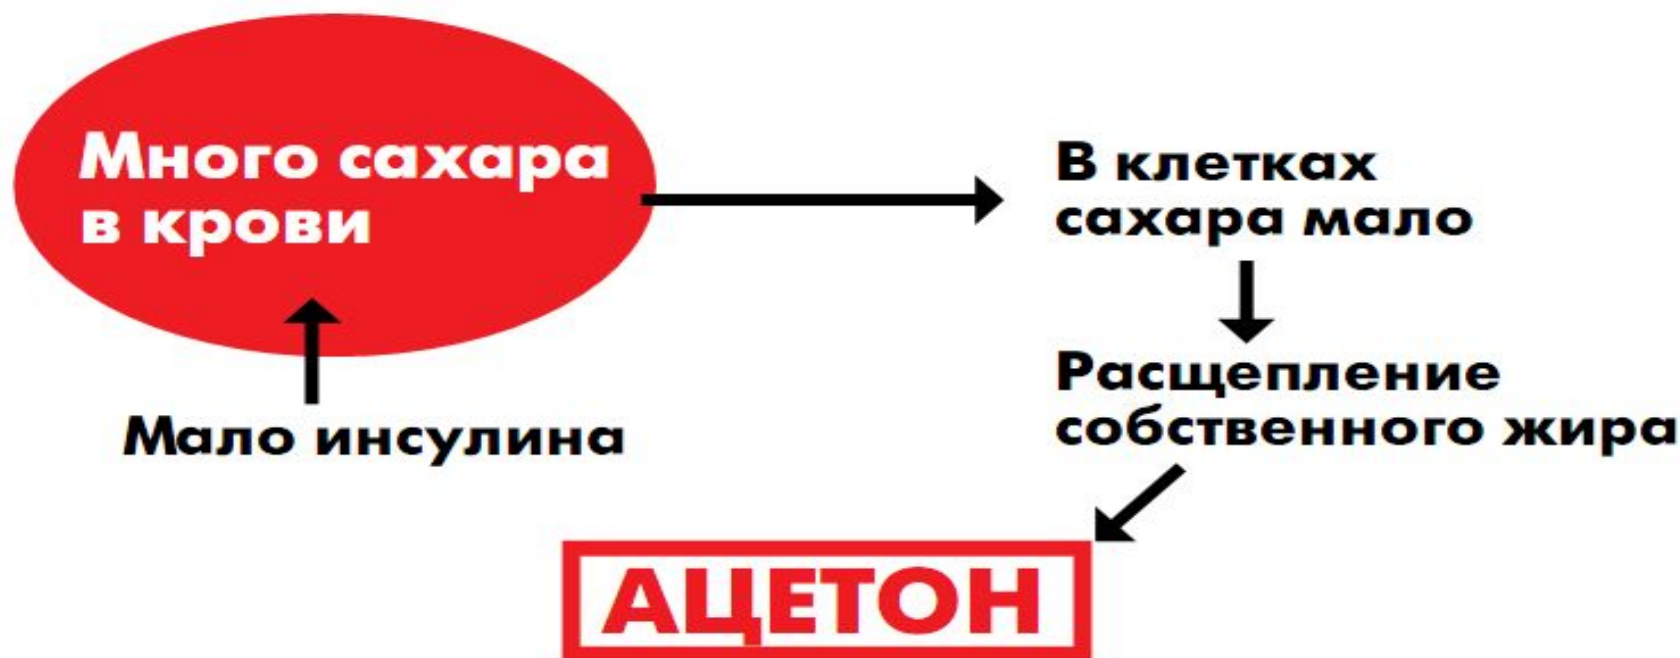 Много сахара
в крови
В клетках
сахара мало
Мало инсулина
Расщепление
собственного жира
АЦЕТОН